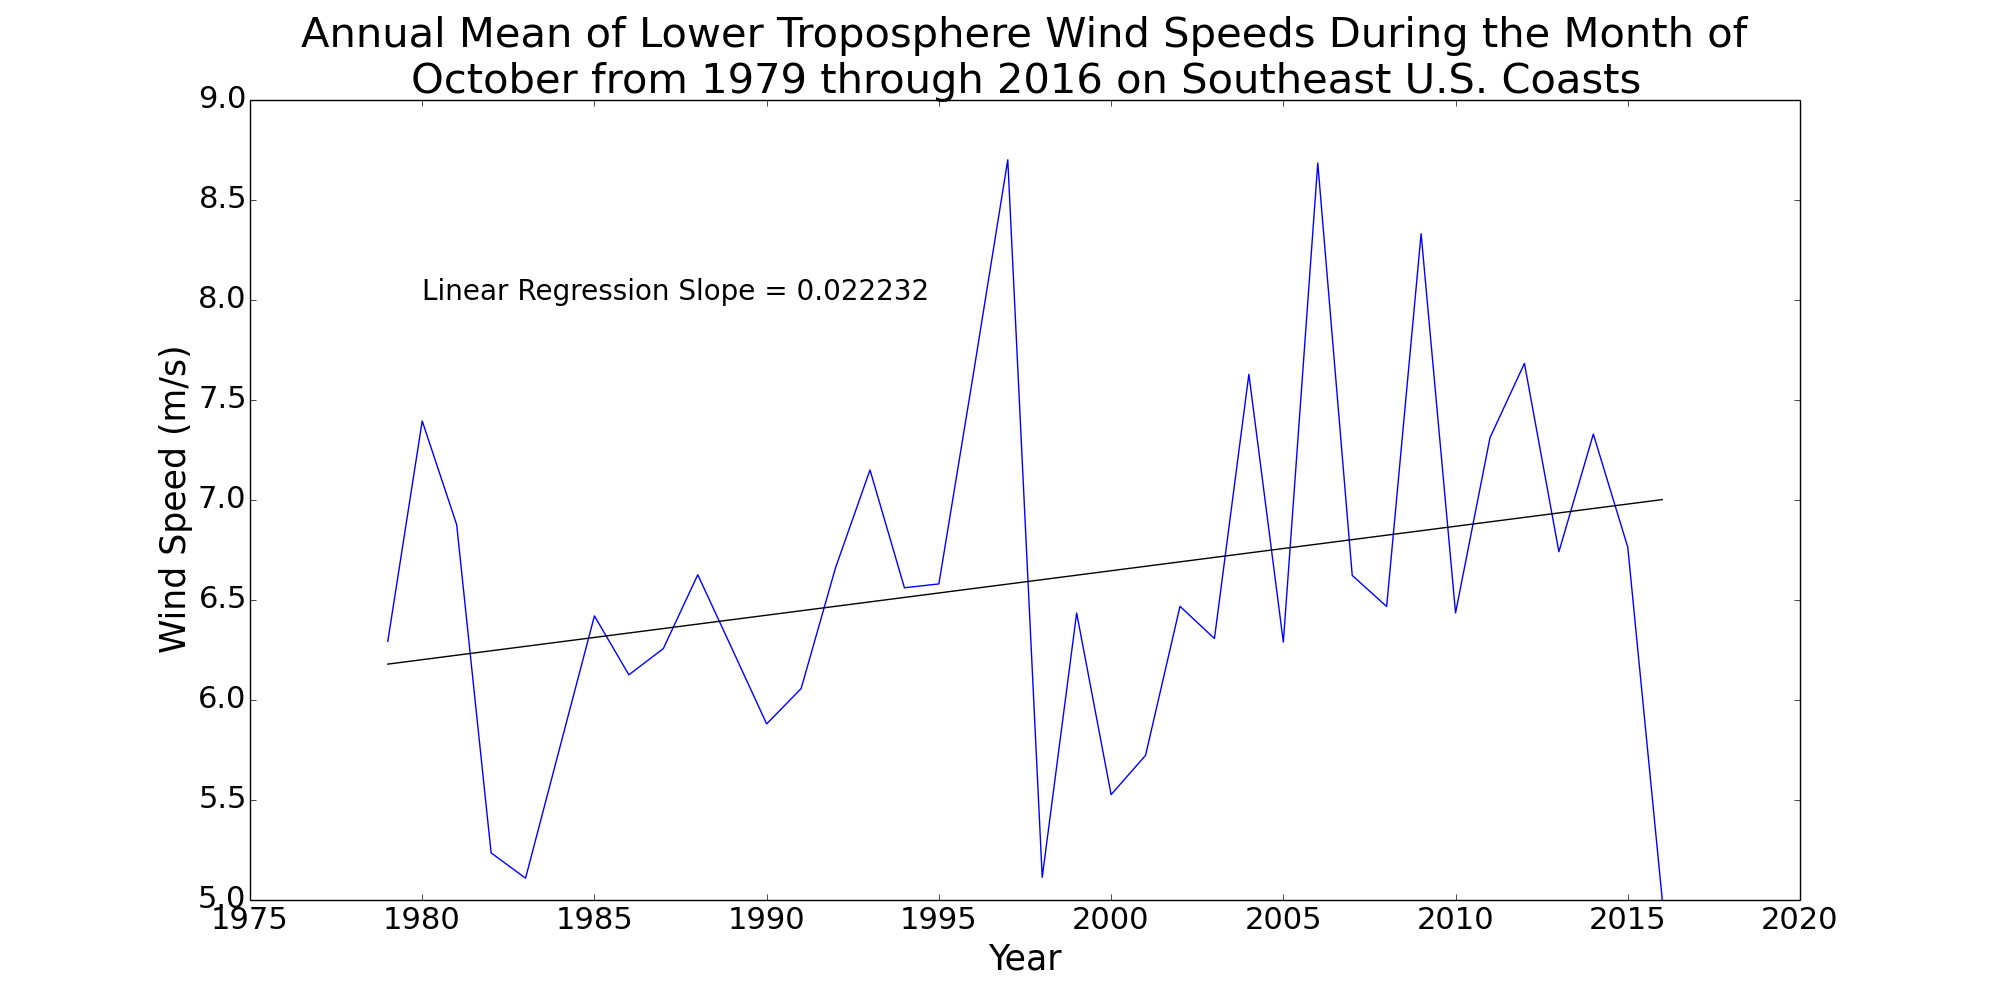 Annual Mean of Lower Troposphere Wind Speeds During the Month of
October from 1979 through 2016 on Southeast U.S. Coasts
9.0
8.5
8.0
7.5
7.0
6.5
6.0
5.5
5.0
Wind Speed (m/s)
Linear Regression Slope = 0.022232
1975 1980 1985 1990 1995 2000 2005 2010 2015 2020
Year